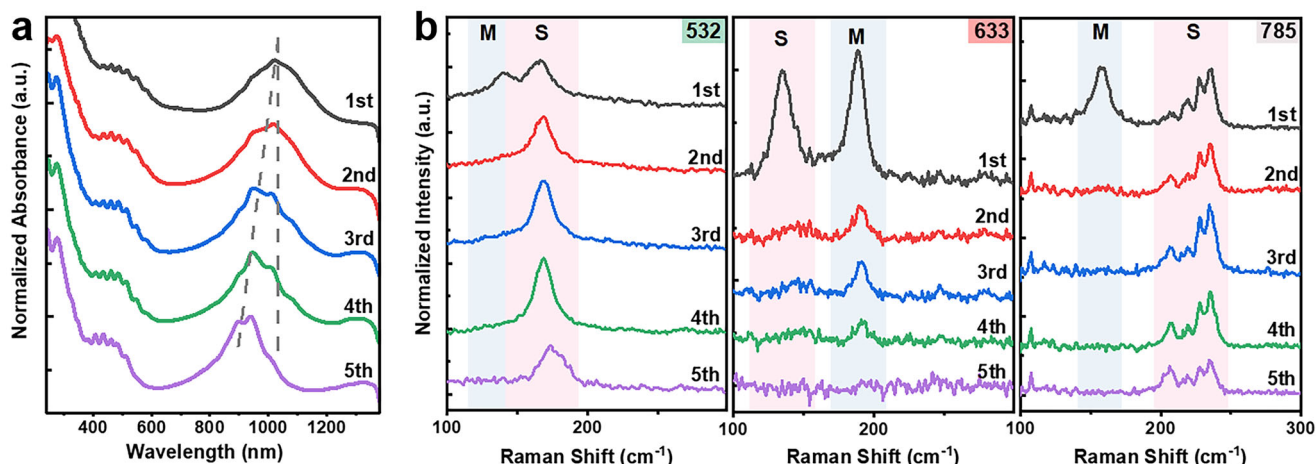 a
Normalized Absorbance (a.u.)
1st
2nd
3rd
4th
5th
400 600 800 1000 1200
Wavelength (nm)
b
Normalized Intensity (a.u.)
M S 532
1st
2nd
3rd
4th
5th
100 200
Raman Shift (cm⁻¹)
S M 633
1st
2nd
3rd
4th
5th
100 200
Raman Shift (cm⁻¹)
M S 785
1st
2nd
3rd
4th
5th
100 200 300
Raman Shift (cm⁻¹)